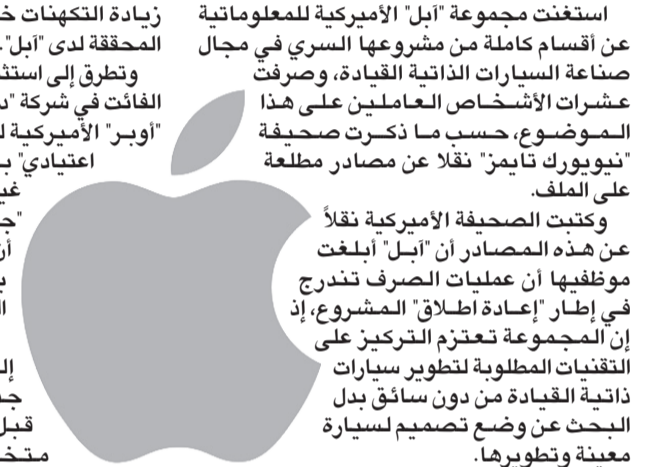 استغنت مجموعة "آبل" الأميركية للمعلوماتية
عن أقسام كاملة من مشروعها السري في مجال
صناعة السيارات الذاتية القيادة، وصرفت
عشرات الأشخاص العاملين على هذا
الموضوع، حسب ما ذكرت صحيفة
"نيويورك تايمز" نقلا عن مصادر مطلعة
على الملف.
وكتبت الصحيفة الأميركية نقلاً
عن هذه المصادر أن "آبل" أبلغت
موظفيها أن عمليات الصرف تندرج
في إطار "إعادة اطلاق" المشروع، إذ
إن المجموعة تعتزم التركيز على
التقنيات المطلوبة لتطوير سيارات
ذاتية القيادة من دون سائق بدل
البحث عن وضع تصميم لسيارة
معينة وتطويرها.
زيادة التكهنات
المحققة لدى "آبل".
وتطرق إلى
الفائت في شركة
"أوبر" الأميركية
اعتيادي"
أن
قبل